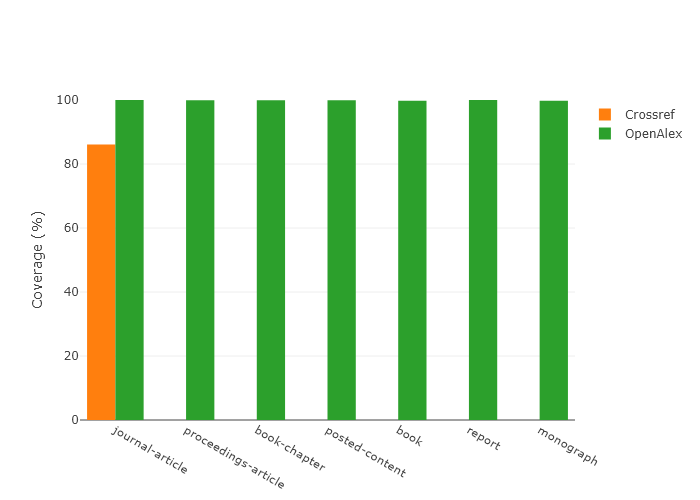 100
80
60
40
20
0
Coverage (%)
journal-article
proceedings-article
book-chapter
posted-content
book
report
monograph
Crossref
OpenAlex